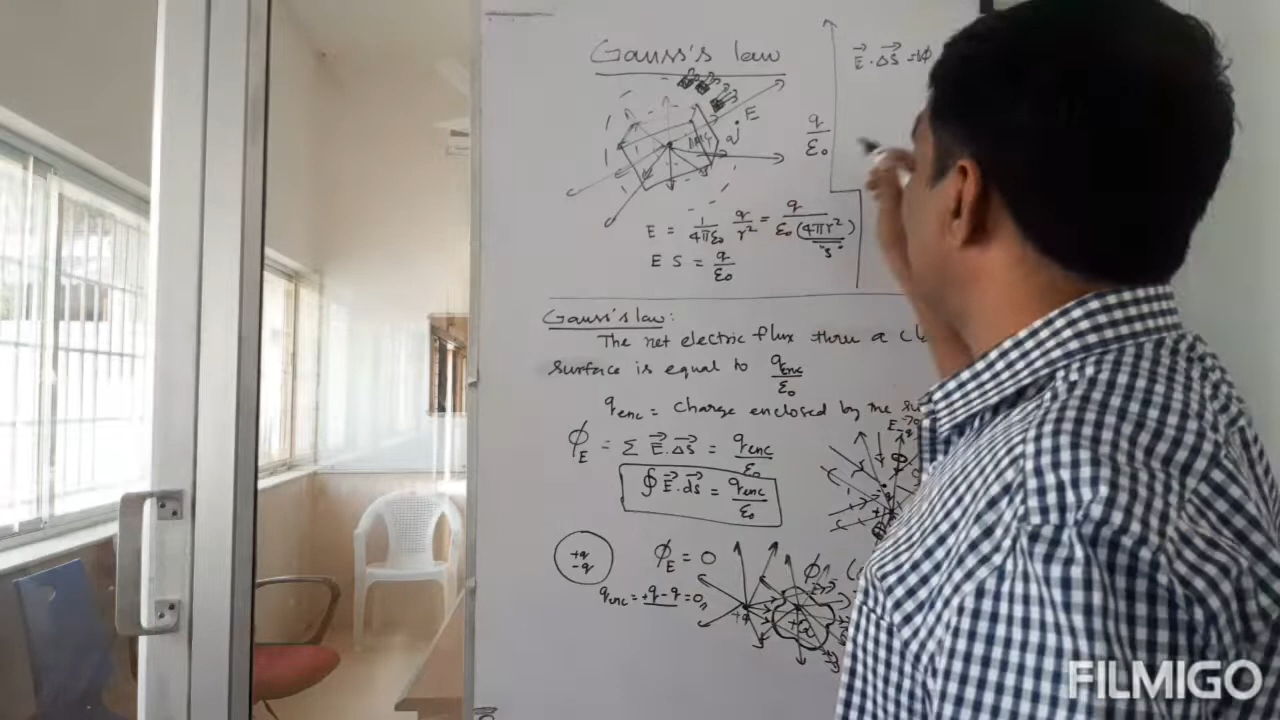 Gauss's law
E
q
E = 1/4πε₀ q/r² = q/ε₀(4πr²)
"s"
E S = q/ε₀
q/ε₀
E⃗ . ΔS⃗ = Δϕ
Gauss's law:
The net electric flux thru a
surface is equal to q_enc/ε₀
q_enc = charge enclosed by the
ϕ_E = Σ E⃗.ΔS⃗ = q_enc/ε₀
∮ E⃗.ds⃗ = q_enc/ε₀
+q
-q
ϕ_E = 0
q_enc = +q - q = 0
ϕ
+q
FILMIGO